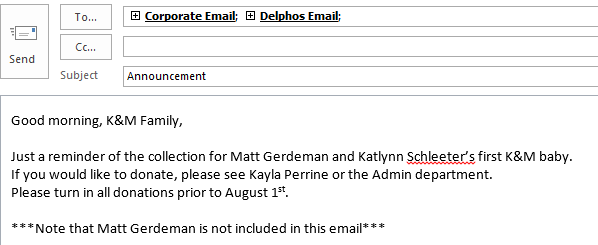 To...
Corporate Email; Delphos Email;
Cc...
Send
Subject
Announcement
Good morning, K&M Family,
Just a reminder of the collection for Matt Gerdeman and Katlynn Schleeter's first K&M baby.
If you would like to donate, please see Kayla Perrine or the Admin department.
Please turn in all donations prior to August 1st.
***Note that Matt Gerdeman is not included in this email***